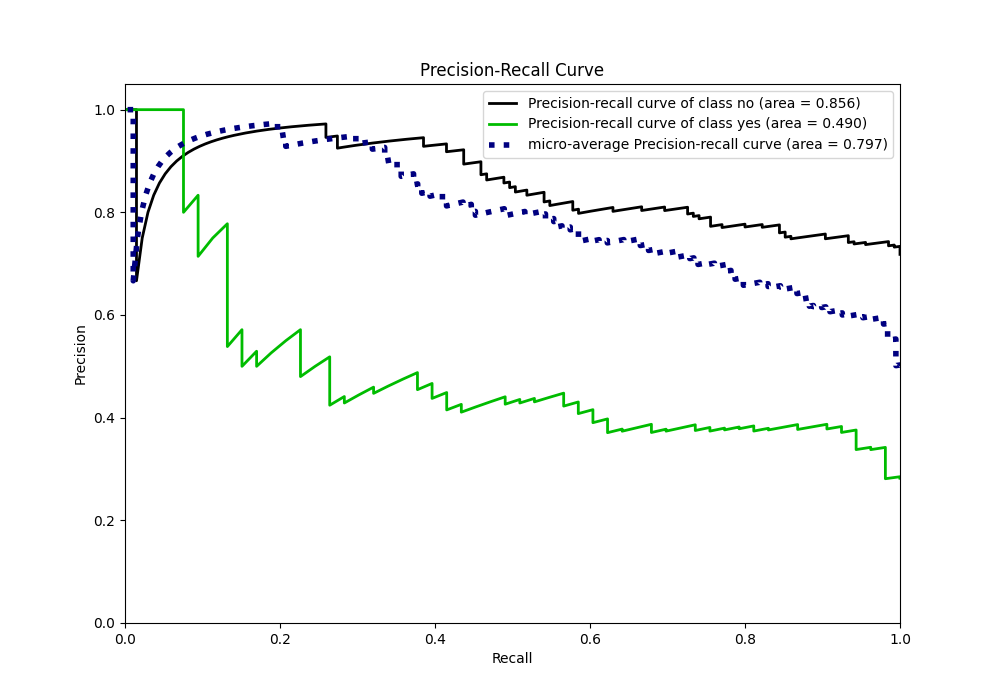 Precision-Recall Curve
Precision-recall curve of class no (area = 0.856)
Precision-recall curve of class yes (area = 0.490)
micro-average Precision-recall curve (area = 0.797)
1.0
0.8
0.6
0.4
0.2
0.0
Precision
0.0 0.2 0.4 0.6 0.8 1.0
Recall